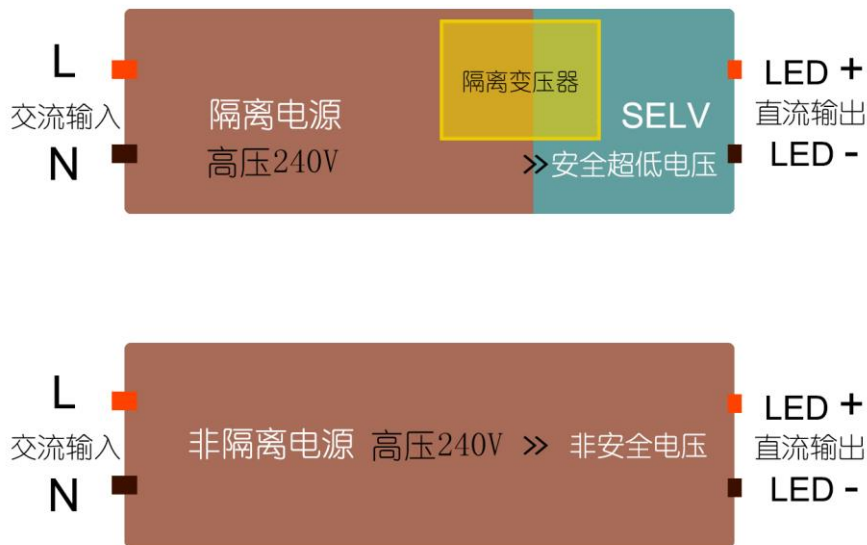 L
交流输入
N
隔离电源
高压240V
隔离变压器
SELV
»安全超低电压
LED +
直流输出
LED -
L
交流输入
N
非隔离电源 高压240V » 非安全电压
LED +
直流输出
LED -